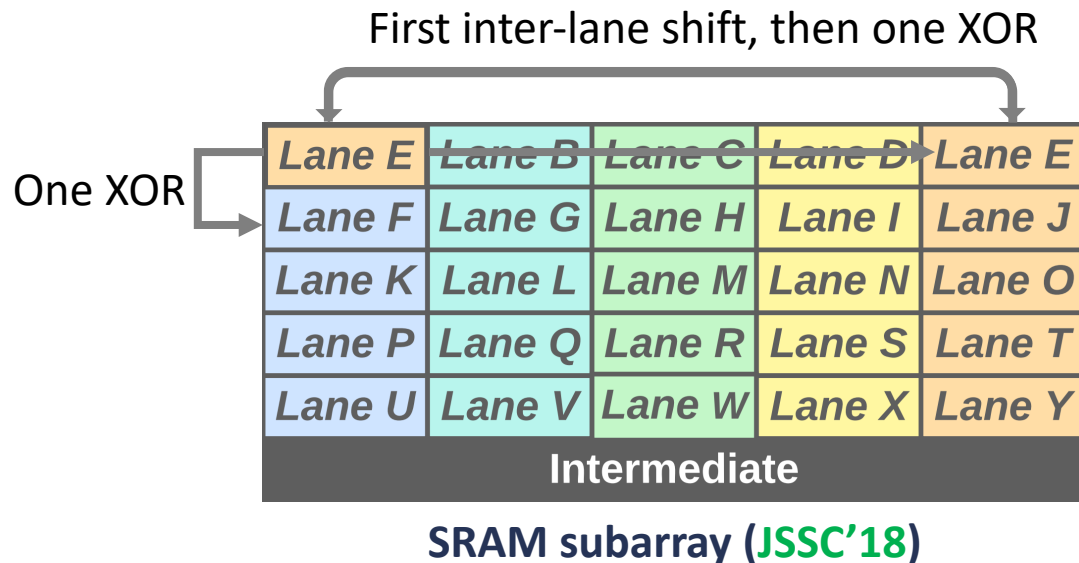 First inter-lane shift, then one XOR
One XOR
Lane E Lane B Lane C Lane D Lane E
Lane F Lane G Lane H Lane I Lane J
Lane K Lane L Lane M Lane N Lane O
Lane P Lane Q Lane R Lane S Lane T
Lane U Lane V Lane W Lane X Lane Y
Intermediate
SRAM subarray (JSSC’18)